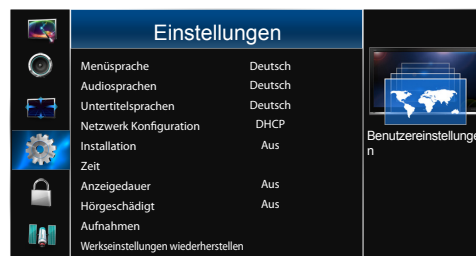 Einstellungen
Menüsprache Deutsch
Audiosprachen Deutsch
Untertitelsprachen Deutsch
Netzwerk Konfiguration DHCP
Installation Aus
Zeit
Anzeigedauer Aus
Hörgeschädigt Aus
Aufnahmen
Werkseinstellungen wiederherstellen
Benutzereinstellunge
n